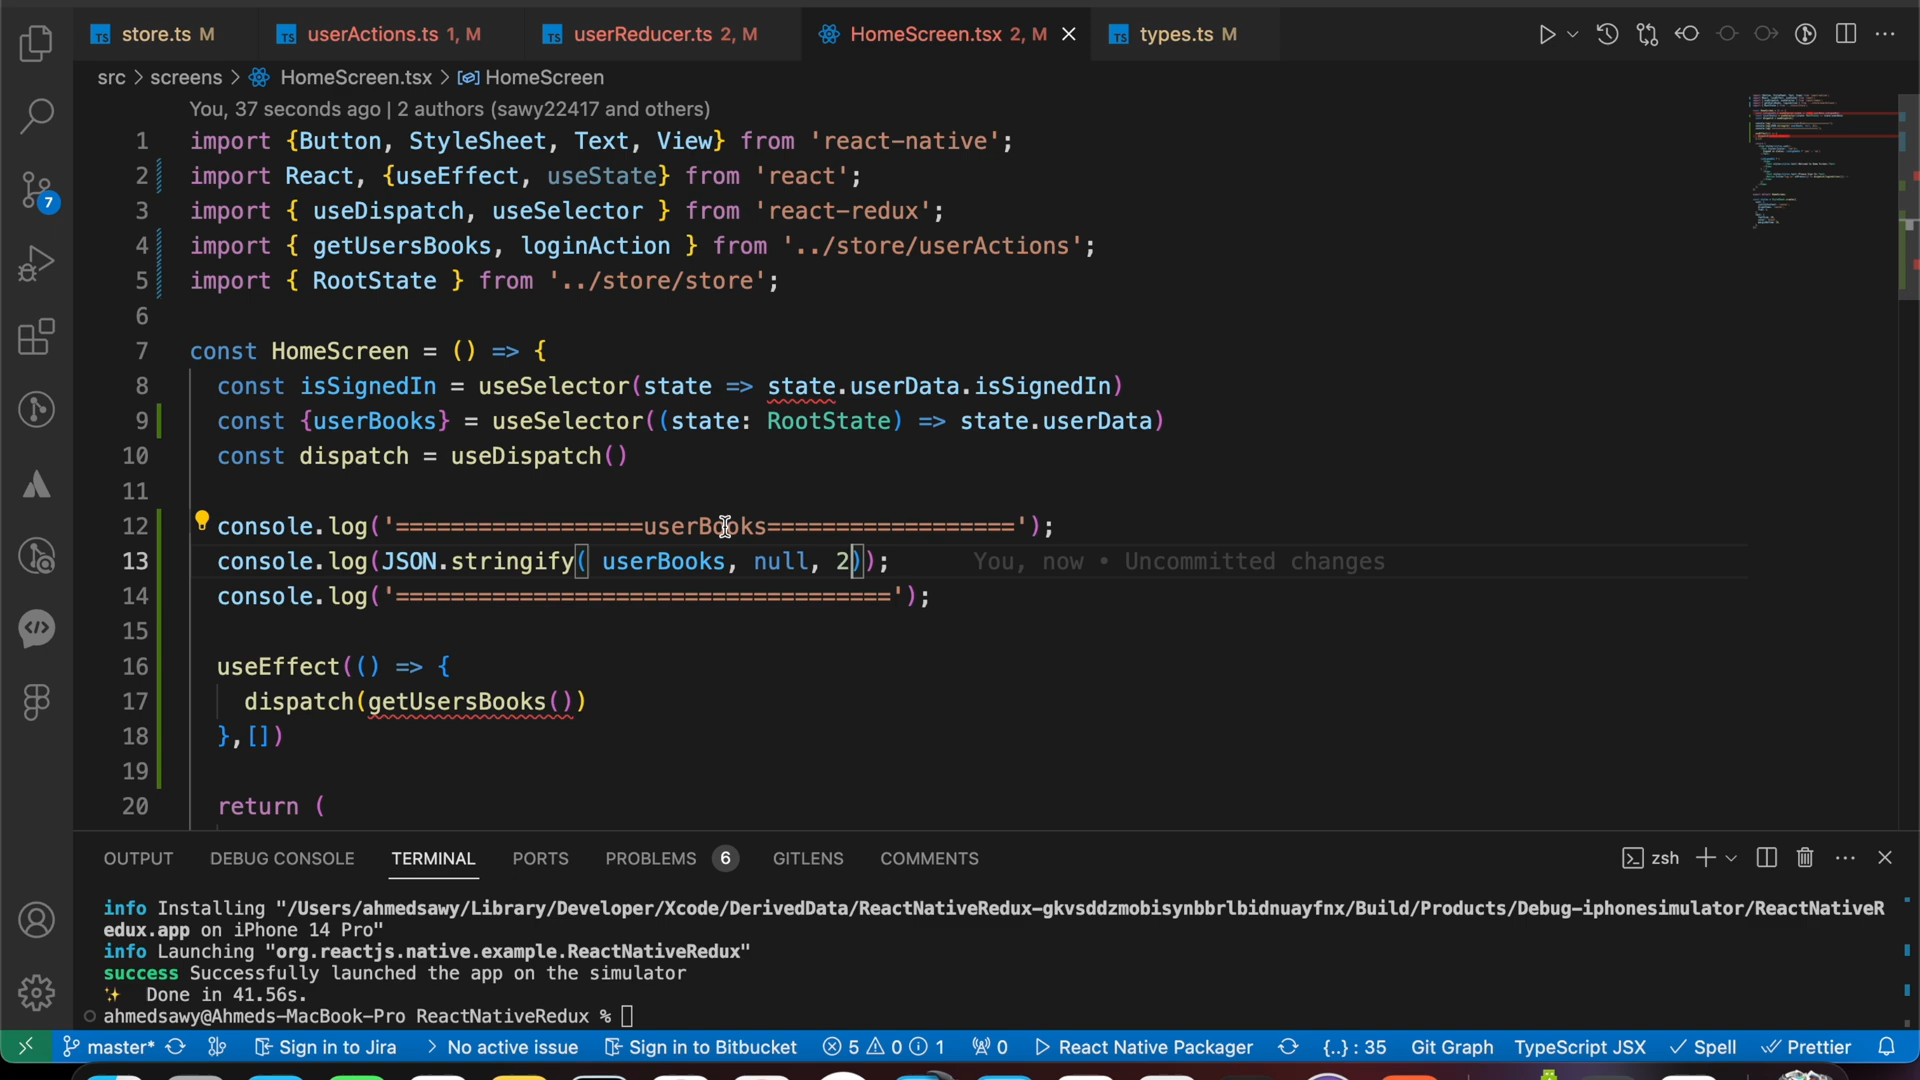 store.ts M
userActions.ts 1, M
userReducer.ts 2, M
HomeScreen.tsx 2, M
types.ts M
src > screens > HomeScreen.tsx > HomeScreen
You, 37 seconds ago | 2 authors (sawy22417 and others)
1 import {Button, StyleSheet, Text, View} from 'react-native';
2 import React, {useEffect, useState} from 'react';
3 import { useDispatch, useSelector } from 'react-redux';
4 import { getUsersBooks, loginAction } from '../store/userActions';
5 import { RootState } from '../store/store';
6
7 const HomeScreen = () => {
8 const isSignedIn = useSelector(state => state.userData.isSignedIn)
9 const {userBooks} = useSelector((state: RootState) => state.userData)
10 const dispatch = useDispatch()
11
12 console.log('==================userBooks==================');
13 console.log(JSON.stringify( userBooks, null, 2)); You, now • Uncommitted changes
14 console.log('====================================');
15
16 useEffect(() => {
17 dispatch(getUsersBooks())
18 },[])
19
20 return (
7
OUTPUT DEBUG CONSOLE TERMINAL PORTS PROBLEMS 6 GITLENS COMMENTS
zsh
info Installing "/Users/ahmedsawy/Library/Developer/Xcode/DerivedData/ReactNativeRedux-gkvsddzmobisynbbrlbidnuayfnx/Build/Products/Debug-iphonesimulator/ReactNativeR
edux.app on iPhone 14 Pro"
info Launching "org.reactjs.native.example.ReactNativeRedux"
success Successfully launched the app on the simulator
✨ Done in 41.56s.
ahmedsawy@Ahmeds-MacBook-Pro ReactNativeRedux %
master* Sign in to Jira > No active issue Sign in to Bitbucket 5 0 1 0 React Native Packager {..} : 35 Git Graph TypeScript JSX Spell Prettier